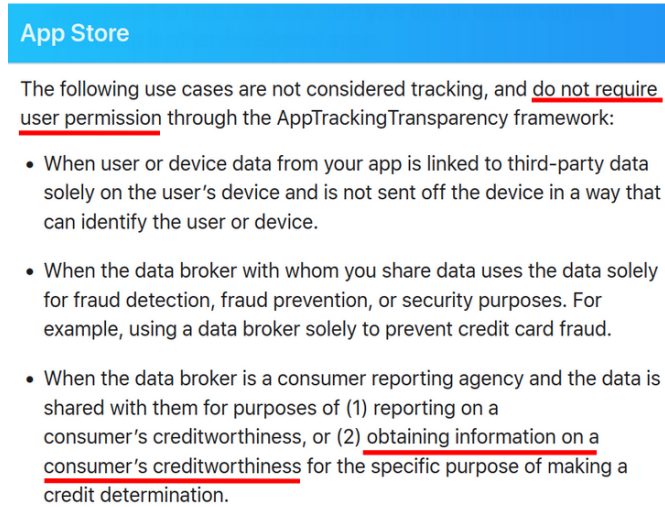 App Store
The following use cases are not considered tracking, and do not require
user permission through the AppTrackingTransparency framework:
• When user or device data from your app is linked to third-party data
solely on the user’s device and is not sent off the device in a way that
can identify the user or device.
• When the data broker with whom you share data uses the data solely
for fraud detection, fraud prevention, or security purposes. For
example, using a data broker solely to prevent credit card fraud.
• When the data broker is a consumer reporting agency and the data is
shared with them for purposes of (1) reporting on a
consumer’s creditworthiness, or (2) obtaining information on a
consumer’s creditworthiness for the specific purpose of making a
credit determination.